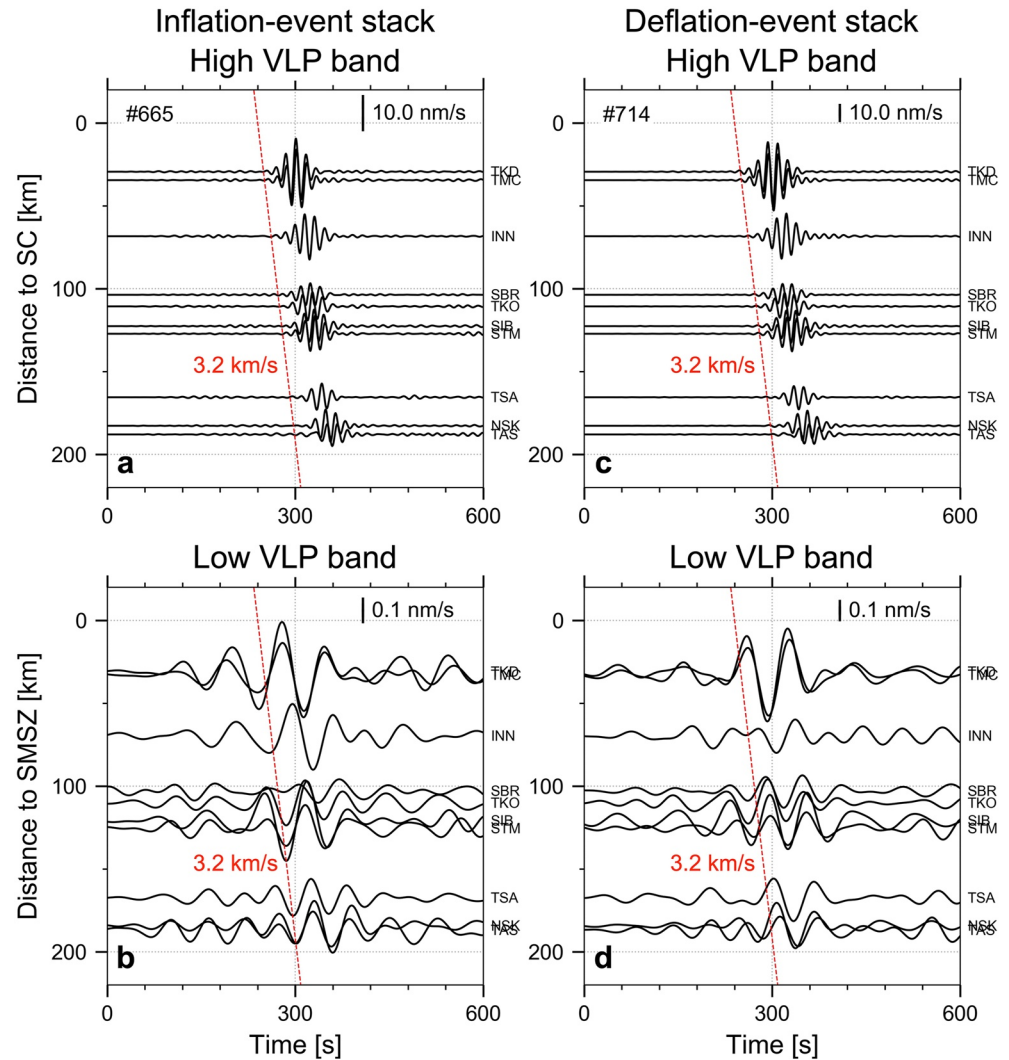 Inflation-event stack
High VLP band
Deflation-event stack
High VLP band
#665
10.0 nm/s
0
100
200
Distance to SC [km]
TKD
TMC
INN
SBR
TKO
SIB
STM
TSA
NSK
TAS
3.2 km/s
a
0
300
600
#714
10.0 nm/s
0
100
200
TKD
TMC
INN
SBR
TKO
SIB
STM
TSA
NSK
TAS
3.2 km/s
c
0
300
600
Low VLP band
Low VLP band
0.1 nm/s
0
100
200
Distance to SMSZ [km]
TKD
TMC
INN
SBR
TKO
SIB
STM
TSA
NSK
TAS
3.2 km/s
b
0
300
600
Time [s]
0.1 nm/s
0
100
200
TKD
TMC
INN
SBR
TKO
SIB
STM
TSA
NSK
TAS
3.2 km/s
d
0
300
600
Time [s]